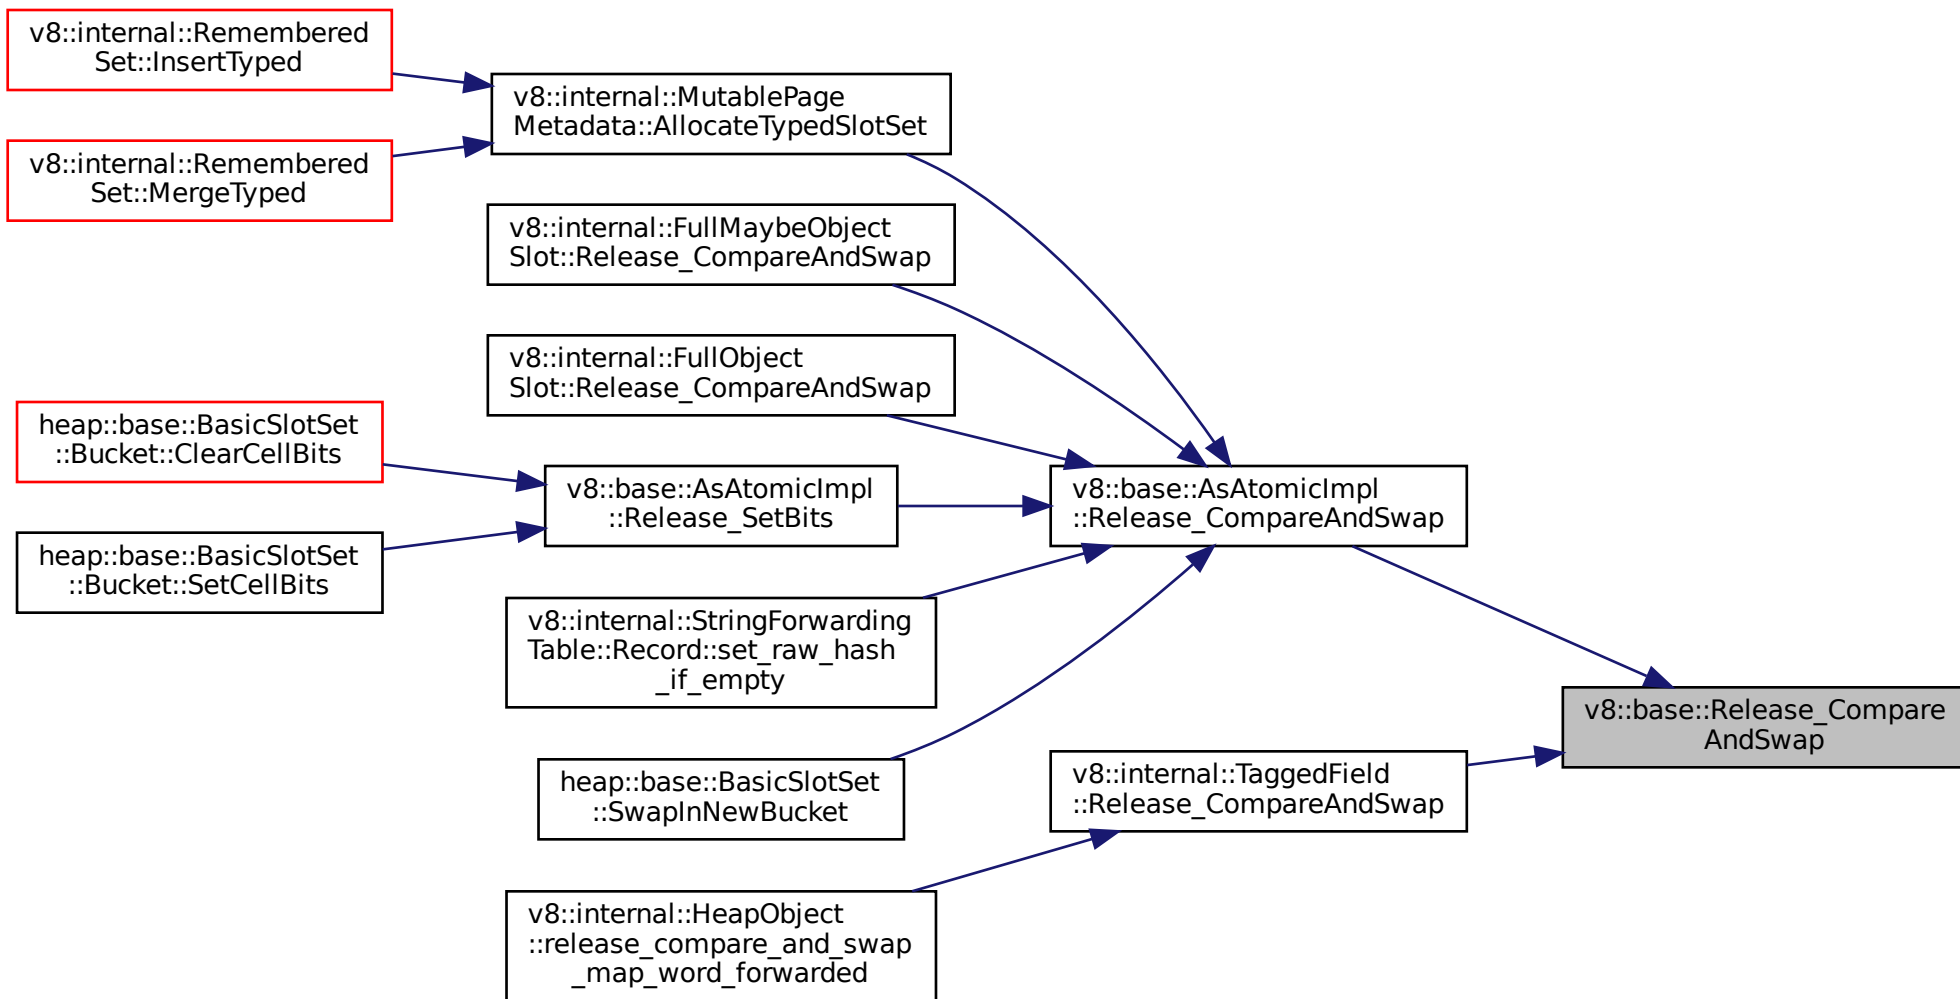 v8::internal::Remembered
Set::InsertTyped
v8::internal::MutablePage
Metadata::AllocateTypedSlotSet
v8::internal::Remembered
Set::MergeTyped
v8::internal::FullMaybeObject
Slot::Release_CompareAndSwap
v8::internal::FullObject
Slot::Release_CompareAndSwap
heap::base::BasicSlotSet
::Bucket::ClearCellBits
v8::base::AsAtomicImpl
::Release_SetBits
v8::base::AsAtomicImpl
::Release_CompareAndSwap
heap::base::BasicSlotSet
::Bucket::SetCellBits
v8::internal::StringForwarding
Table::Record::set_raw_hash
_if_empty
v8::base::Release_Compare
AndSwap
heap::base::BasicSlotSet
::SwapInNewBucket
v8::internal::TaggedField
::Release_CompareAndSwap
v8::internal::HeapObject
::release_compare_and_swap
_map_word_forwarded